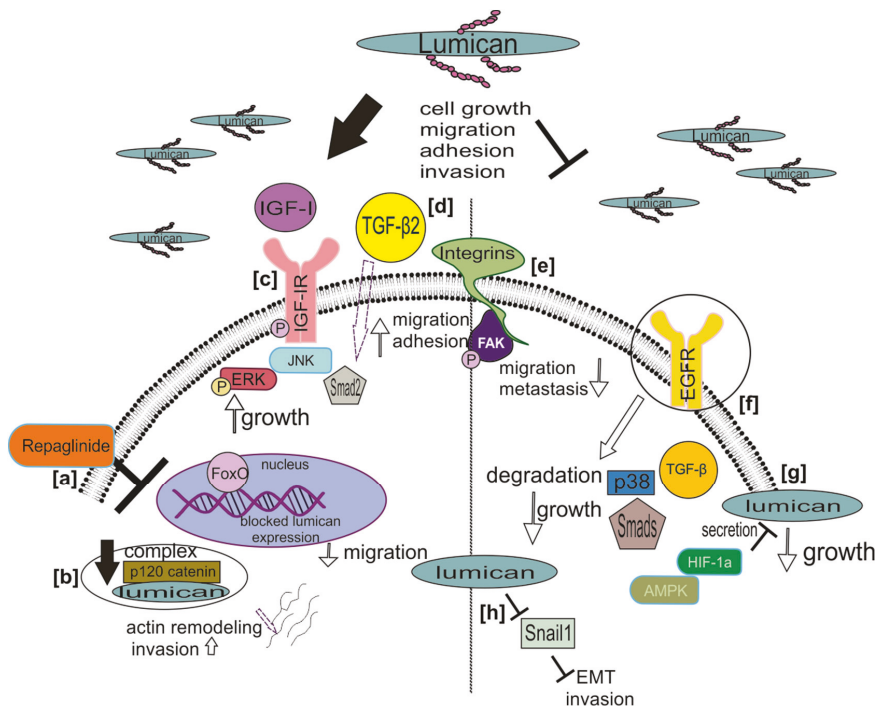 Lumican
cell growth
migration
adhesion
invasion
Lumican
Lumican
Lumican
Lumican
Lumican
Lumican
IGF-I
TGF-β2
[d]
Integrins
[e]
[c]
IGF-IR
P
migration
adhesion
FAK
P
JNK
ERK
P
Smad2
growth
migration
metastasis
EGFR
[f]
Repaglinide
[a]
FoxO
nucleus
blocked lumican
expression
migration
degradation
growth
p38
TGF-β
Smads
[g]
lumican
secretion
growth
HIF-1a
AMPK
complex
[b]
p120 catenin
lumican
actin remodeling
invasion
lumican
[h]
Snail1
EMT
invasion